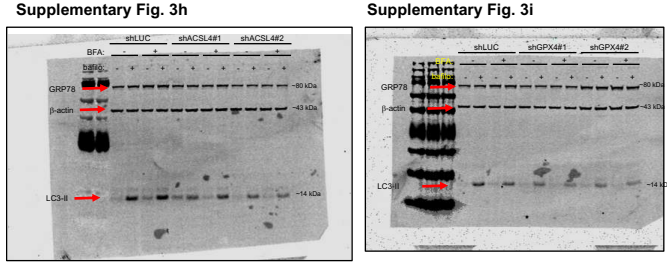 Supplementary Fig. 3h
shLUC shACSL4#1 shACSL4#2
BFA: - + - + - +
bafilo: - + - + - + - + - + - +
GRP78 ~80 kDa
β-actin ~43 kDa
LC3-II ~14 kDa
Supplementary Fig. 3i
shLUC shGPX4#1 shGPX4#2
BFA: - + - + - +
bafilo: - + - + - + - + - + - +
GRP78 ~80 kDa
β-actin ~43 kDa
LC3-II ~14 kDa